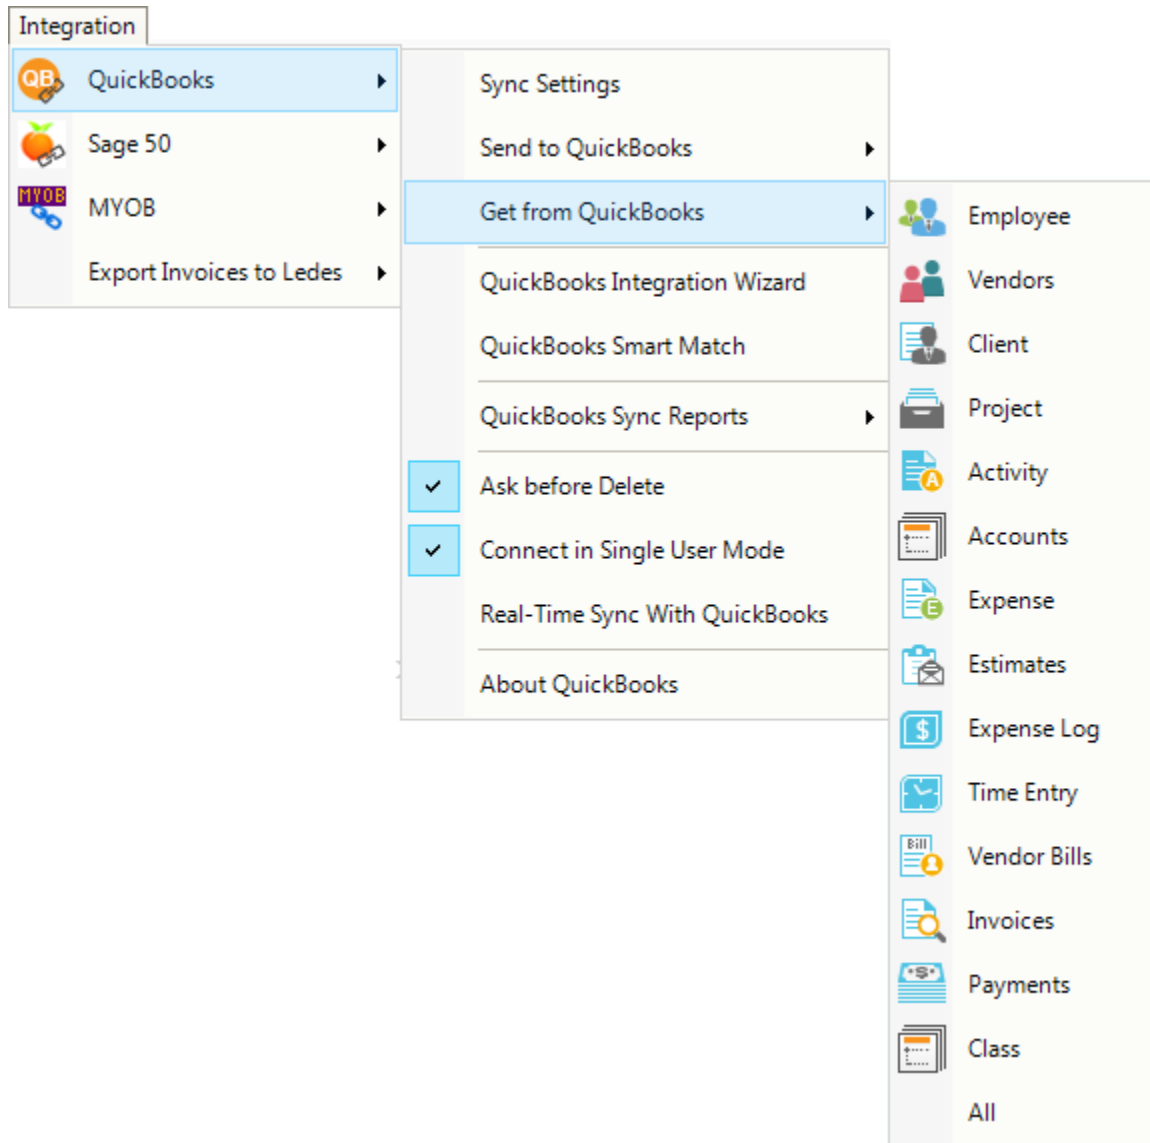 Integration
QuickBooks
Sage 50
MYOB
Export Invoices to Ledes
Sync Settings
Send to QuickBooks
Get from QuickBooks
QuickBooks Integration Wizard
QuickBooks Smart Match
QuickBooks Sync Reports
Ask before Delete
Connect in Single User Mode
Real-Time Sync With QuickBooks
About QuickBooks
Employee
Vendors
Client
Project
Activity
Accounts
Expense
Estimates
Expense Log
Time Entry
Vendor Bills
Invoices
Payments
Class
All
QB
MYOB
A
E
$
Bill
$